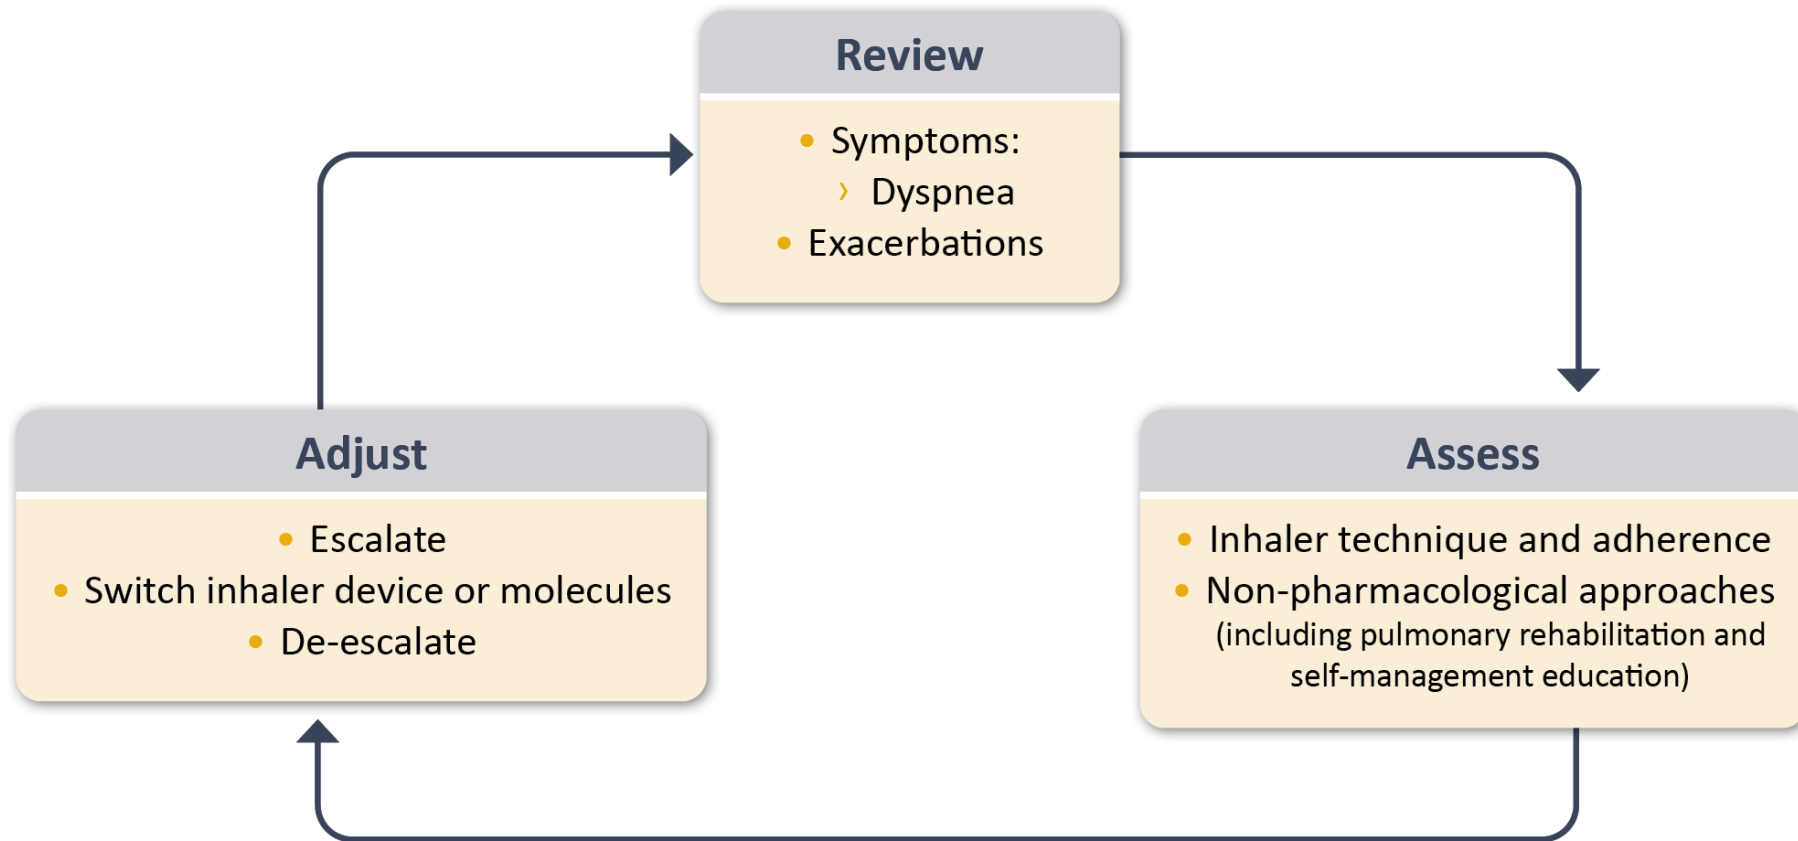 Review
• Symptoms:
› Dyspnea
• Exacerbations
Adjust
• Escalate
• Switch inhaler device or molecules
• De-escalate
Assess
• Inhaler technique and adherence
• Non-pharmacological approaches
(including pulmonary rehabilitation and
self-management education)